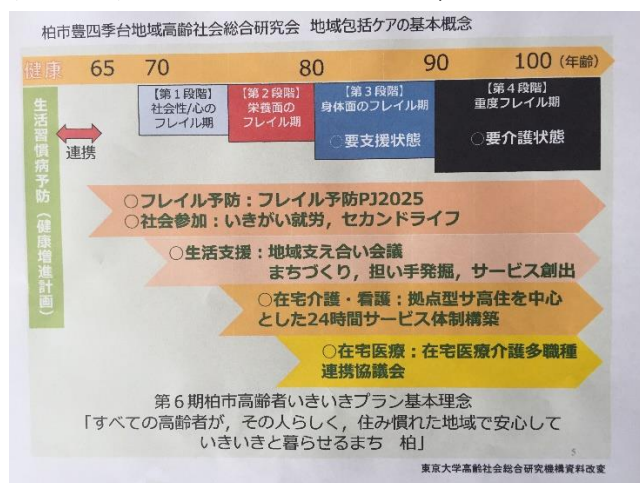 柏市豊四季台地域高齢社会総合研究会 地域包括ケアの基本概念
健康 65 70 80 90 100 (年齢)
【第1段階】
社会性/心の
フレイル期
【第2段階】
栄養面の
フレイル期
【第3段階】
身体面のフレイル期
○要支援状態
【第4段階】
重度フレイル期
○要介護状態
生活習慣病予防(健康増進計画)
連携
○フレイル予防:フレイル予防PJ2025
○社会参加:いきがい就労,セカンドライフ
○生活支援:地域支え合い会議
まちづくり,担い手発掘,サービス創出
○在宅介護・看護:拠点型サ高住を中心
とした24時間サービス体制構築
○在宅医療:在宅医療介護多職種
連携協議会
第6期柏市高齢者いきいきプラン基本理念
「すべての高齢者が,その人らしく,住み慣れた地域で安心して
いきいきと暮らせるまち 柏」
5
東京大学高齢社会総合研究機構資料改変